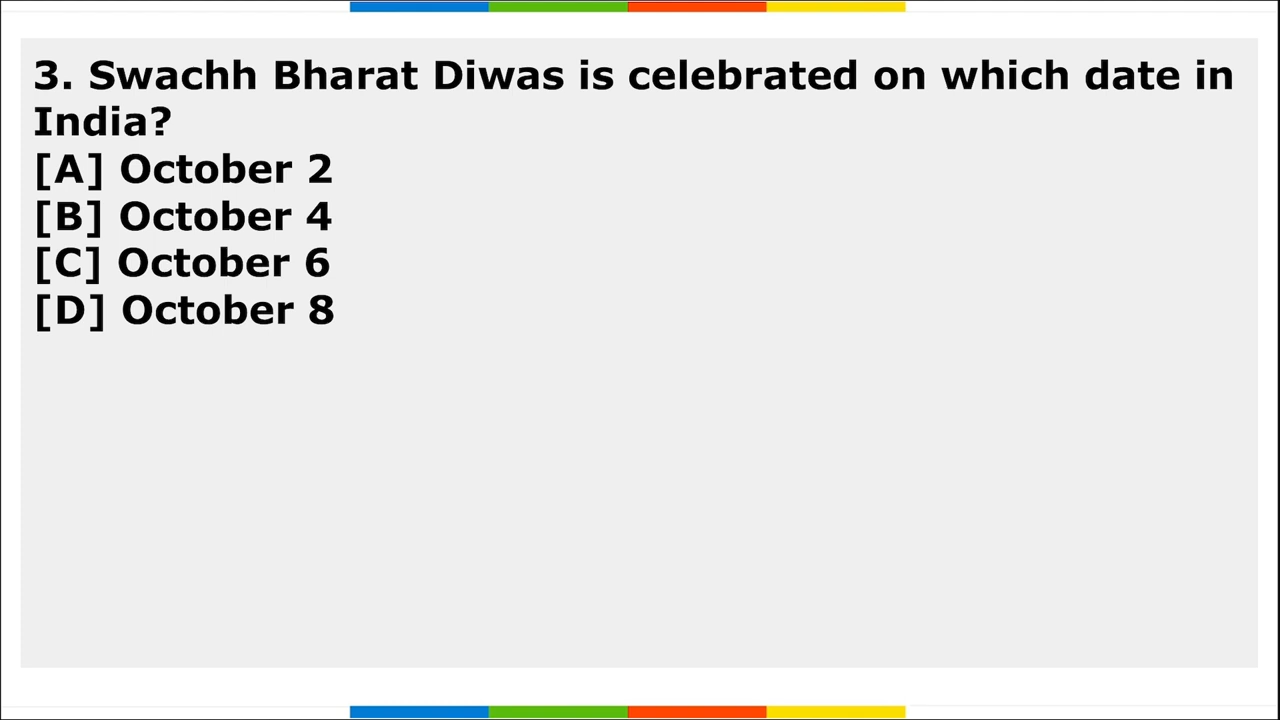 3. Swachh Bharat Diwas is celebrated on which date in
India?
[A] October 2
[B] October 4
[C] October 6
[D] October 8